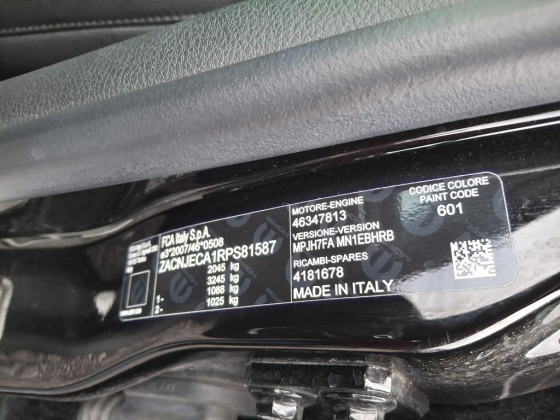 FCA Italy S.p.A.
e3*2007/46*0508
ZACNJECA1RPS81587
2045 kg
3245 kg
1 - 1088 kg
2 - 1025 kg
MOTORE-ENGINE
46347813
VERSIONE-VERSION
MPJH7FA MN1EBHRB
RICAMBI-SPARES
4181678
MADE IN ITALY
CODICE COLORE
PAINT CODE
601